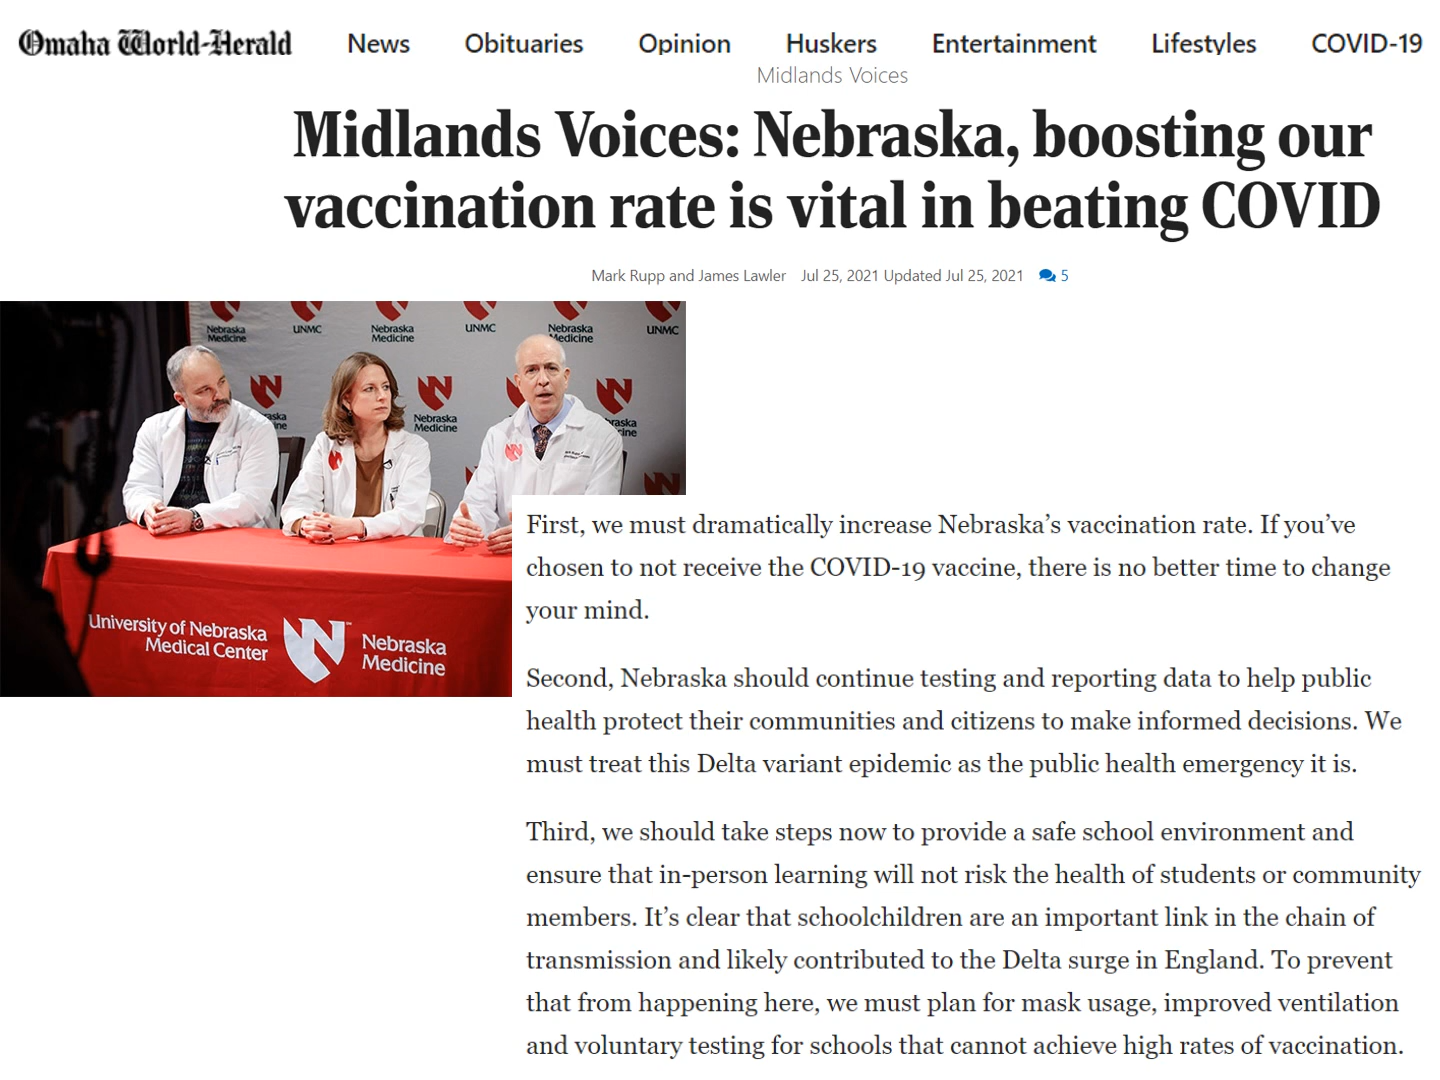 Omaha World-Herald News Obituaries Opinion Huskers Entertainment Lifestyles COVID-19
Midlands Voices
Midlands Voices: Nebraska, boosting our
vaccination rate is vital in beating COVID
Mark Rupp and James Lawler Jul 25, 2021 Updated Jul 25, 2021 5
Nebraska
Medicine
UNMC
Nebraska
Medicine
UNMC
Nebraska
Medicine
UNMC
Nebraska
Medicine
University of Nebraska
Medical Center
Nebraska
Medicine
First, we must dramatically increase Nebraska’s vaccination rate. If you’ve
chosen to not receive the COVID-19 vaccine, there is no better time to change
your mind.
Second, Nebraska should continue testing and reporting data to help public
health protect their communities and citizens to make informed decisions. We
must treat this Delta variant epidemic as the public health emergency it is.
Third, we should take steps now to provide a safe school environment and
ensure that in-person learning will not risk the health of students or community
members. It’s clear that schoolchildren are an important link in the chain of
transmission and likely contributed to the Delta surge in England. To prevent
that from happening here, we must plan for mask usage, improved ventilation
and voluntary testing for schools that cannot achieve high rates of vaccination.